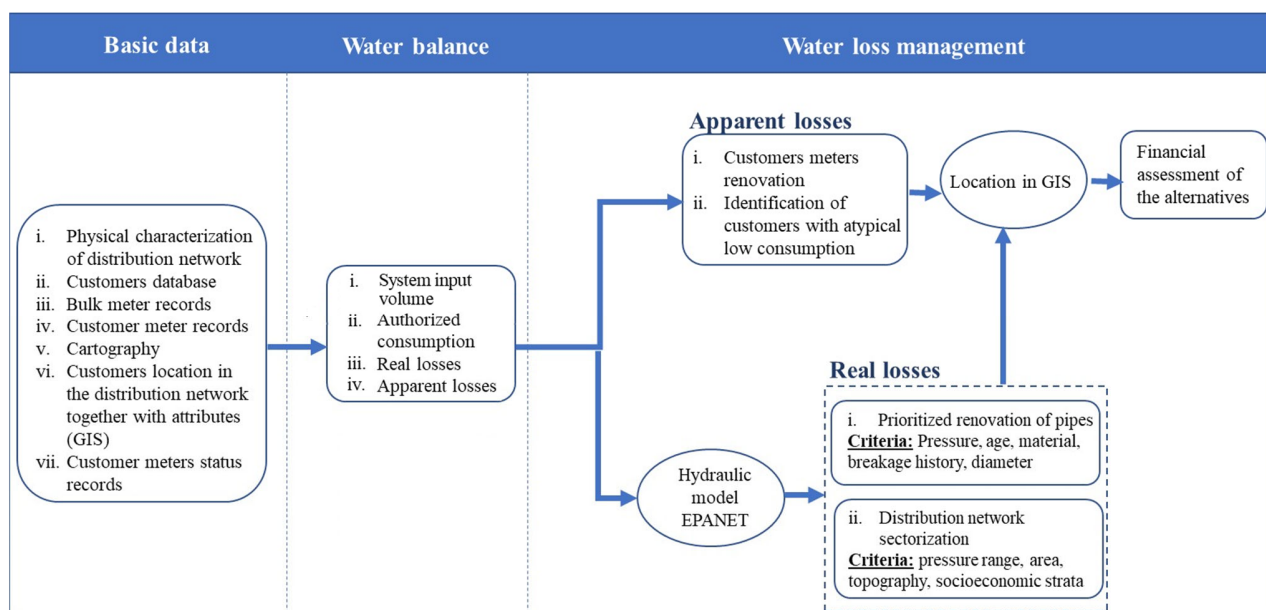 Basic data
Water balance
Water loss management
i. Physical characterization
of distribution network
ii. Customers database
iii. Bulk meter records
iv. Customer meter records
v. Cartography
vi. Customers location in
the distribution network
together with attributes
(GIS)
vii. Customer meters status
records
i. System input
volume
ii. Authorized
consumption
iii. Real losses
iv. Apparent losses
Apparent losses
i. Customers meters
renovation
ii. Identification of
customers with atypical
low consumption
Location in GIS
Financial
assessment of
the alternatives
Hydraulic
model
EPANET
Real losses
i. Prioritized renovation of pipes
Criteria: Pressure, age, material,
breakage history, diameter
ii. Distribution network
sectorization
Criteria: pressure range, area,
topography, socioeconomic strata